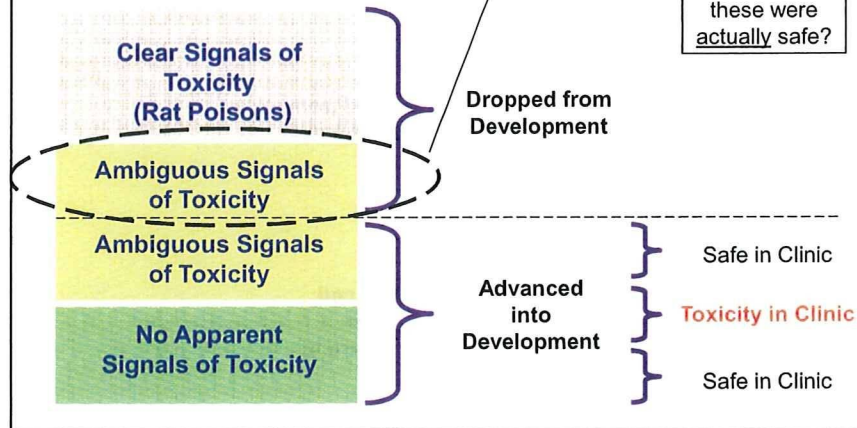 these were
actually safe?
Clear Signals of
Toxicity
(Rat Poisons)
Dropped from
Development
Ambiguous Signals
of Toxicity
Ambiguous Signals
of Toxicity
Safe in Clinic
Advanced
into
Development
Toxicity in Clinic
No Apparent
Signals of Toxicity
Safe in Clinic